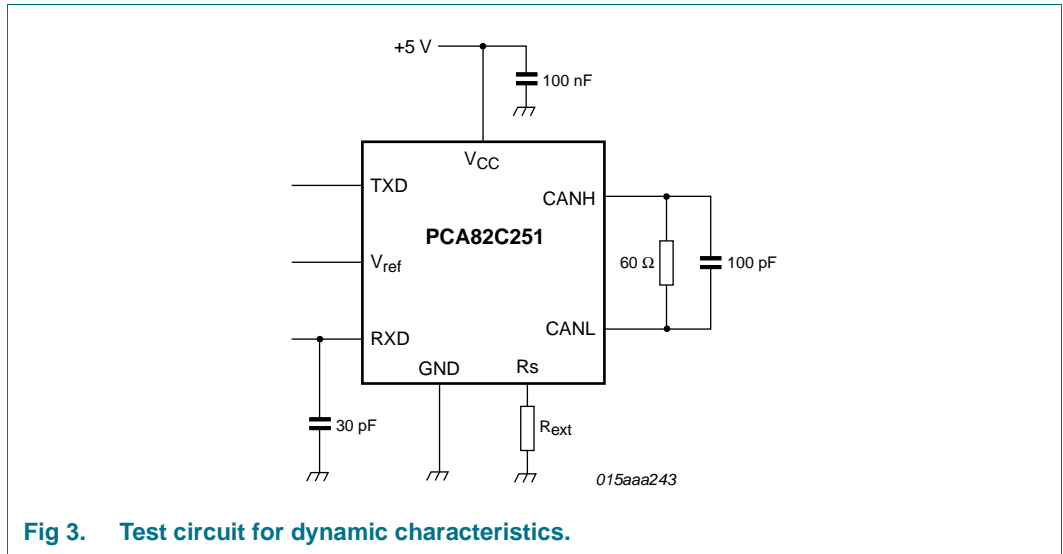 +5 V
100 nF
VCC
TXD
CANH
PCA82C251
Vref
60 Ω
100 pF
RXD
CANL
GND
Rs
30 pF
Rext
015aaa243
Fig 3. Test circuit for dynamic characteristics.